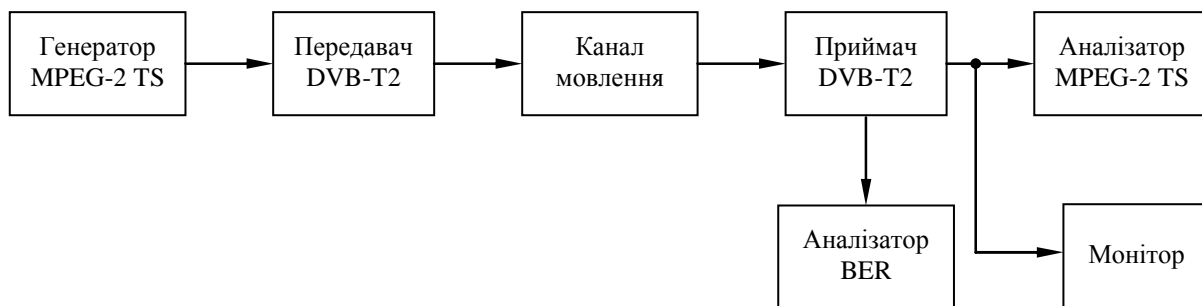 Генератор
MPEG-2 TS
Передавач
DVB-T2
Канал
мовлення
Приймач
DVB-T2
Аналізатор
MPEG-2 TS
Аналізатор
BER
Монітор